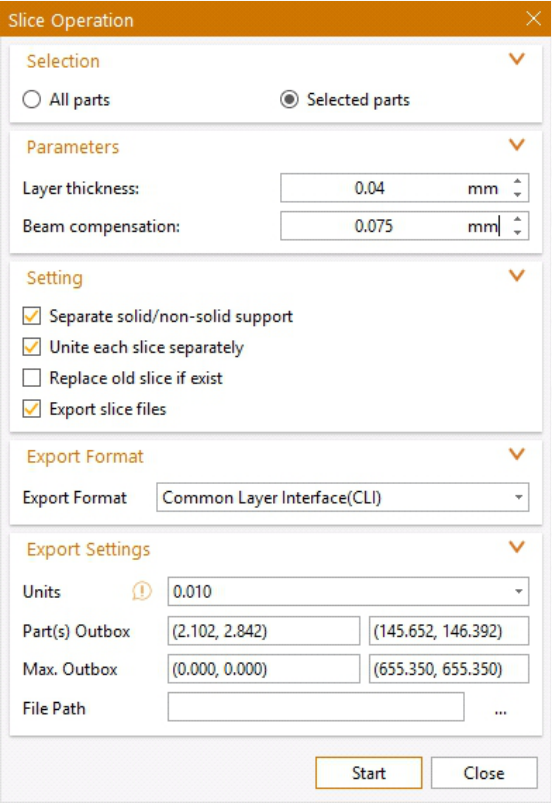 Slice Operation
Selection
All parts Selected parts
Parameters
Layer thickness: 0.04 mm
Beam compensation: 0.075 mm
Setting
Separate solid/non-solid support
Unite each slice separately
Replace old slice if exist
Export slice files
Export Format
Export Format Common Layer Interface(CLI)
Export Settings
Units 0.010
Part(s) Outbox (2.102, 2.842) (145.652, 146.392)
Max. Outbox (0.000, 0.000) (655.350, 655.350)
File Path ...
Start Close